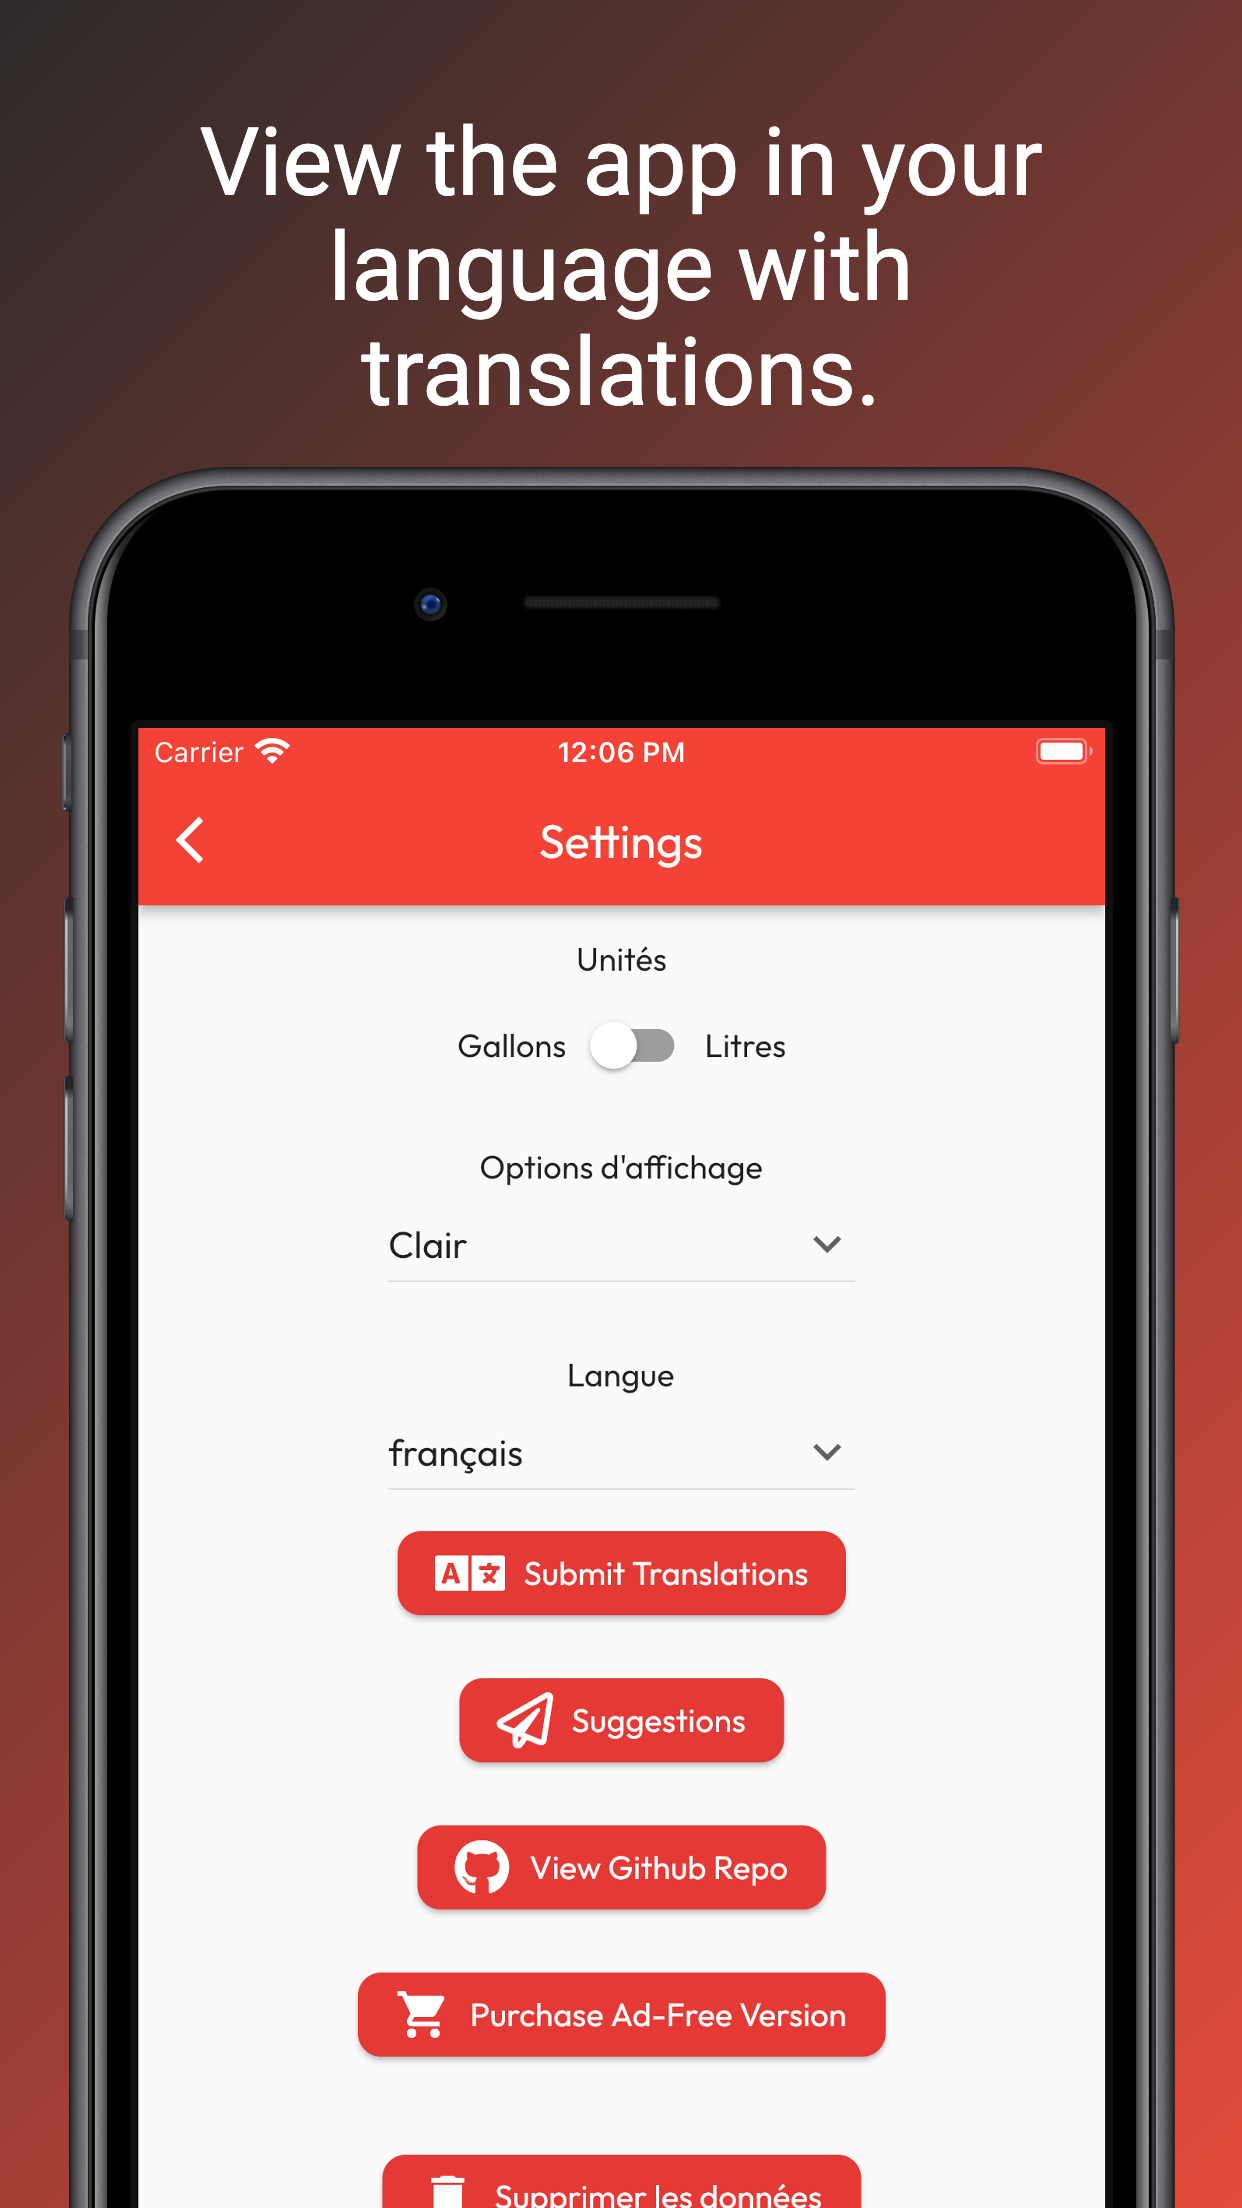 View the app in your
language with
translations.
Carrier 12:06 PM
Settings
Unités
Gallons Litres
Options d'affichage
Clair
Langue
français
A 文 Submit Translations
Suggestions
View Github Repo
Purchase Ad-Free Version
Supprimer les données